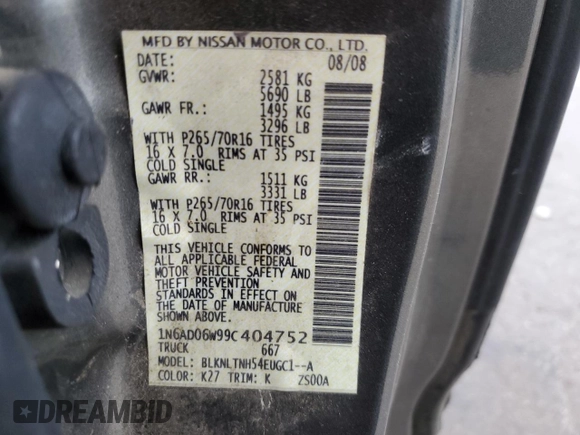 MFD BY NISSAN MOTOR CO., LTD.
DATE: 08/08
GVWR: 2581 KG
5690 LB
GAWR FR.: 1495 KG
3296 LB
WITH P265/70R16 TIRES
16 X 7.0 RIMS AT 35 PSI
COLD SINGLE
GAWR RR.: 1511 KG
3331 LB
WITH P265/70R16 TIRES
16 X 7.0 RIMS AT 35 PSI
COLD SINGLE
THIS VEHICLE CONFORMS TO
ALL APPLICABLE FEDERAL
MOTOR VEHICLE SAFETY AND
AND THEFT PREVENTION
STANDARDS IN EFFECT ON
THE DATE OF MANUFACTURE
SHOWN ABOVE.
1N6AD06W99C404752
TRUCK 667
MODEL: BLKNLTNH54EUGC1--A
COLOR: K27 TRIM: K ZS00A
DREAMBID